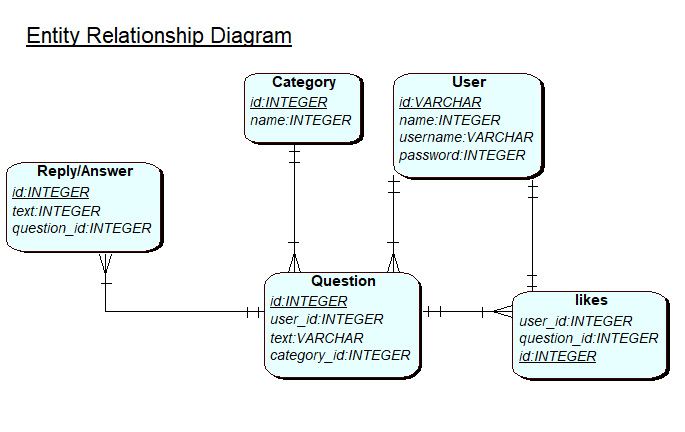 Entity Relationship Diagram
Category
id:INTEGER
name:INTEGER
User
id:VARCHAR
name:INTEGER
username:VARCHAR
password:INTEGER
Reply/Answer
id:INTEGER
text:INTEGER
question_id:INTEGER
Question
id:INTEGER
user_id:INTEGER
text:VARCHAR
category_id:INTEGER
likes
user_id:INTEGER
question_id:INTEGER
id:INTEGER